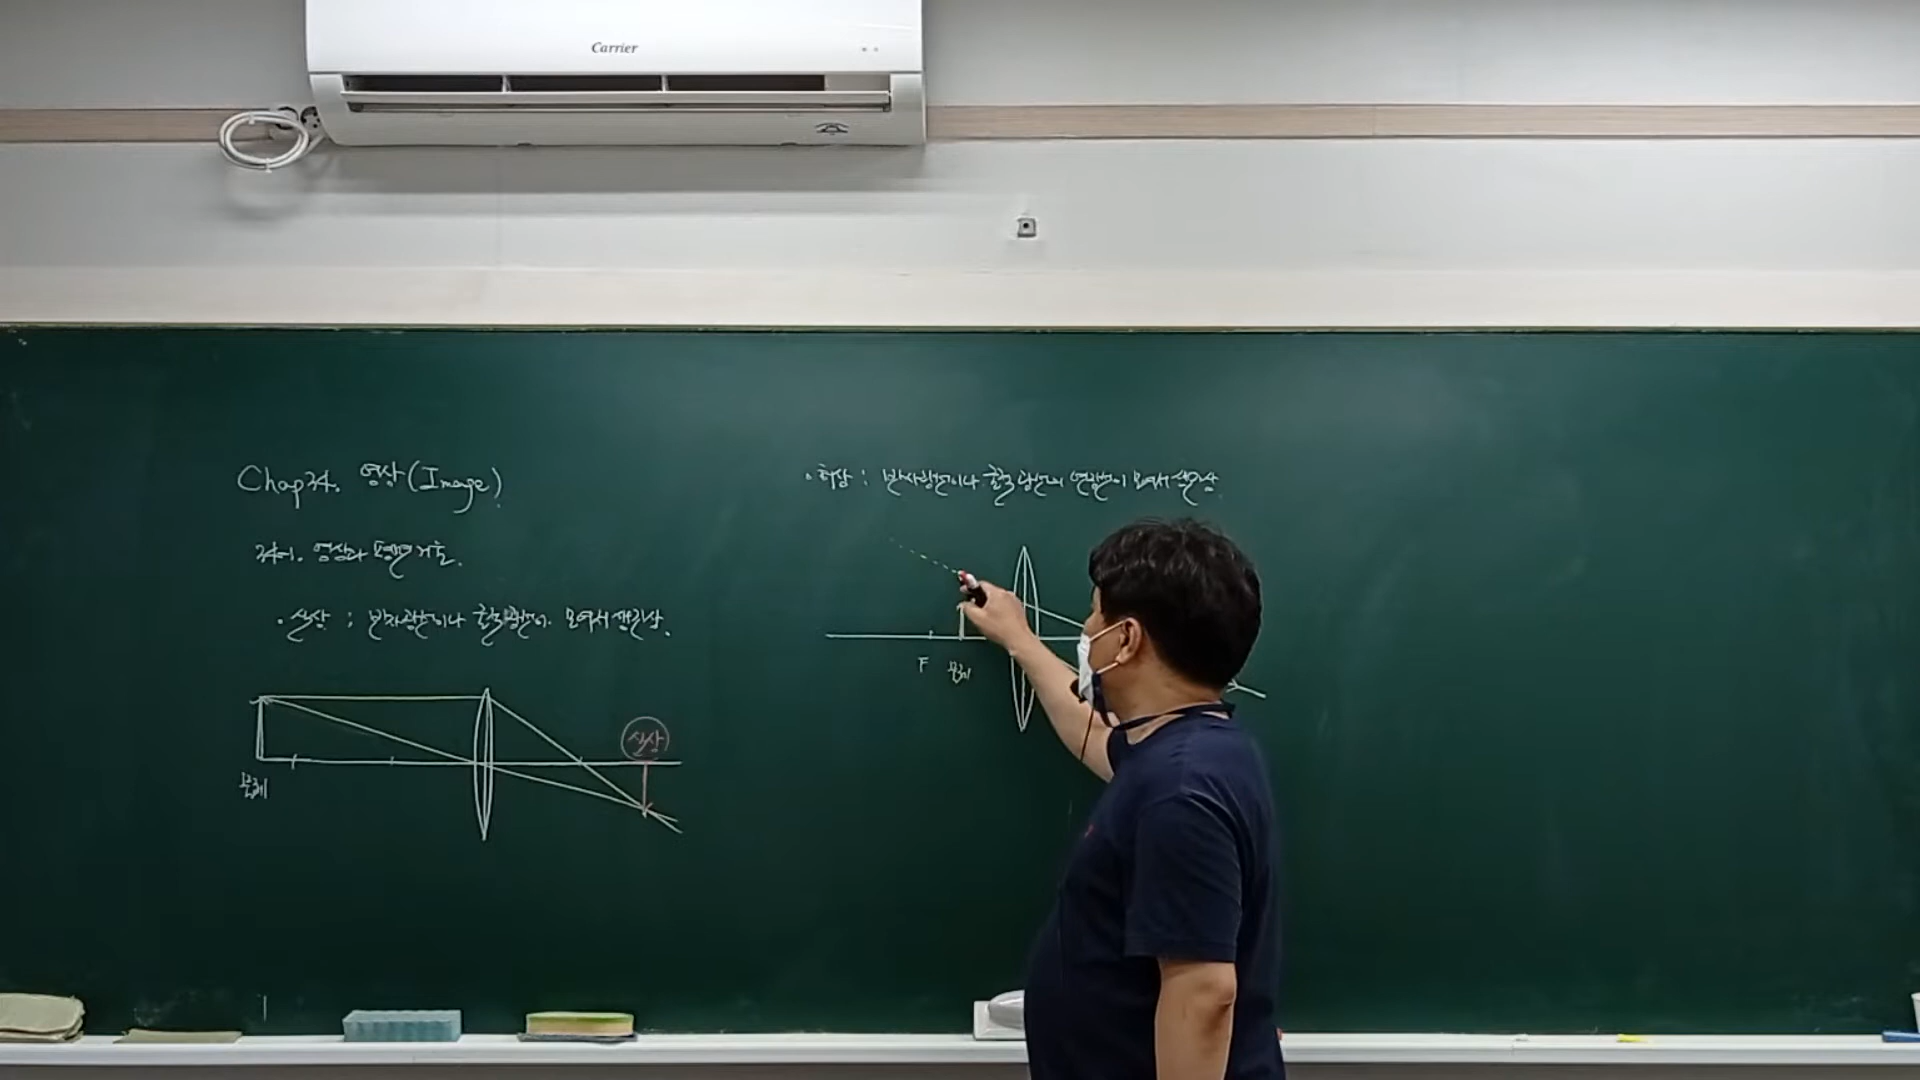 Carrier
Chap34. 영상(Image).
34-1. 영상과 평면거울.
• 실상 : 반사광선이나 굴절광선이 모여서 생긴상.
물체
실상
• 허상 : 반사광선이나 굴절광선의 연장선이 모여서 생긴상.
F 물체